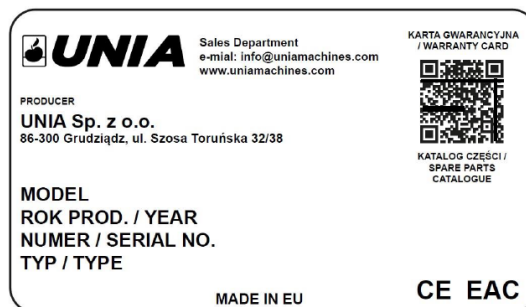 UNIA
Sales Department
e-mial: info@uniamachines.com
www.uniamachines.com
KARTA GWARANCYJNA
/ WARRANTY CARD
PRODUCER
UNIA Sp. z o.o.
86-300 Grudziądz, ul. Szosa Toruńska 32/38
KATALOG CZĘŚCI /
SPARE PARTS
CATALOGUE
MODEL
ROK PROD. / YEAR
NUMER / SERIAL NO.
TYP / TYPE
MADE IN EU
CE EAC